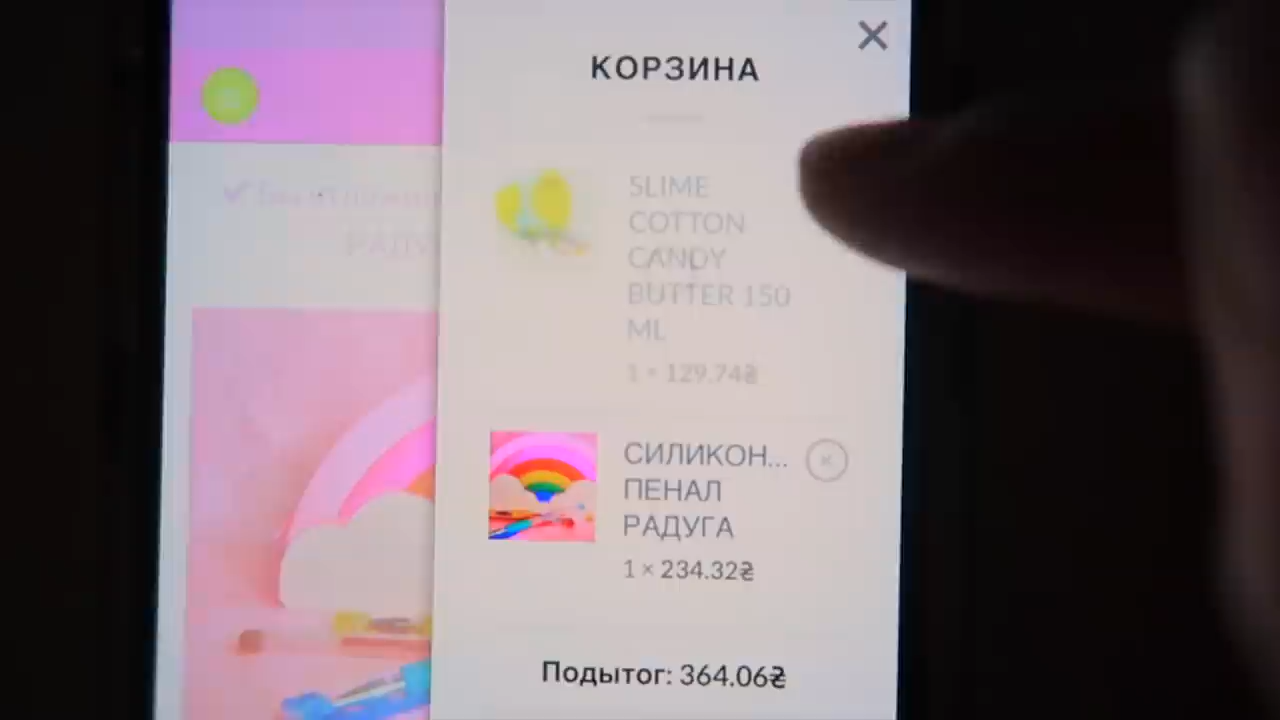 КОРЗИНА
SLIME
COTTON
CANDY
BUTTER 150
ML
1 × 129.74₴
СИЛИКОН...
ПЕНАЛ
РАДУГА
1 × 234.32₴
Подытог: 364.06₴